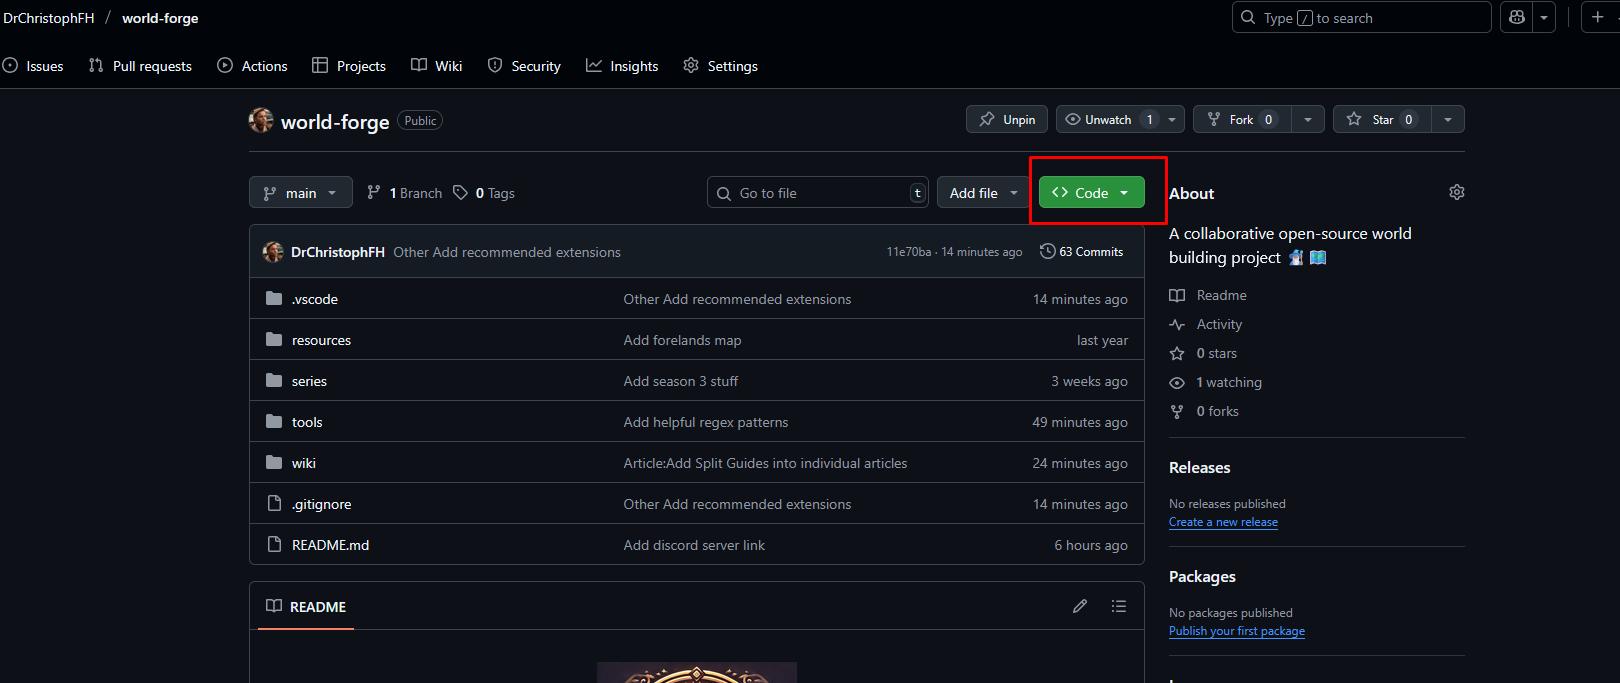 DrChristophFH / world-forge
Type / to search
Issues Pull requests Actions Projects Wiki Security Insights Settings
world-forge Public
Unpin Unwatch 1 Fork 0 Star 0
main 1 Branch 0 Tags Go to file t Add file <> Code
DrChristophFH Other Add recommended extensions 11e70ba · 14 minutes ago 63 Commits
.vscode Other Add recommended extensions 14 minutes ago
resources Add forelands map last year
series Add season 3 stuff 3 weeks ago
tools Add helpful regex patterns 49 minutes ago
wiki Article:Add Split Guides into individual articles 24 minutes ago
.gitignore Other Add recommended extensions 14 minutes ago
README.md Add discord server link 6 hours ago
README
About
A collaborative open-source world
building project 🧙🗺️
Readme
Activity
0 stars
1 watching
0 forks
Releases
No releases published
Create a new release
Packages
No packages published
Publish your first package